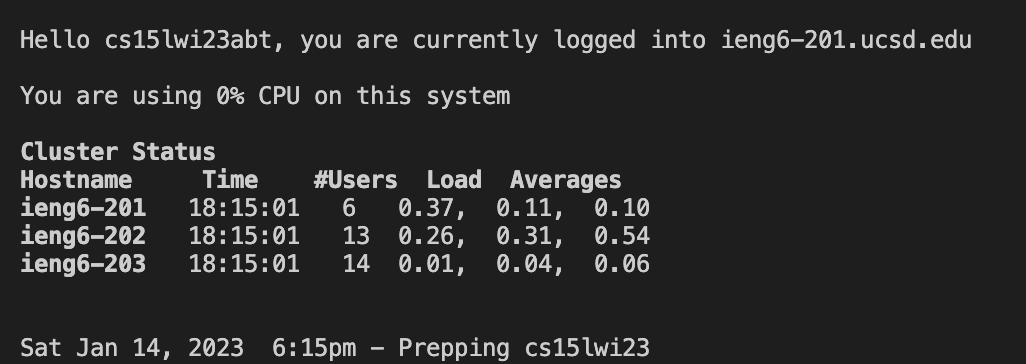 Hello cs15lwi23abt, you are currently logged into ieng6-201.ucsd.edu
You are using 0% CPU on this system
Cluster Status
Hostname     Time    #Users  Load  Averages
ieng6-201   18:15:01   6   0.37,  0.11,  0.10
ieng6-202   18:15:01   13  0.26,  0.31,  0.54
ieng6-203   18:15:01   14  0.01,  0.04,  0.06
Sat Jan 14, 2023  6:15pm - Prepping cs15lwi23